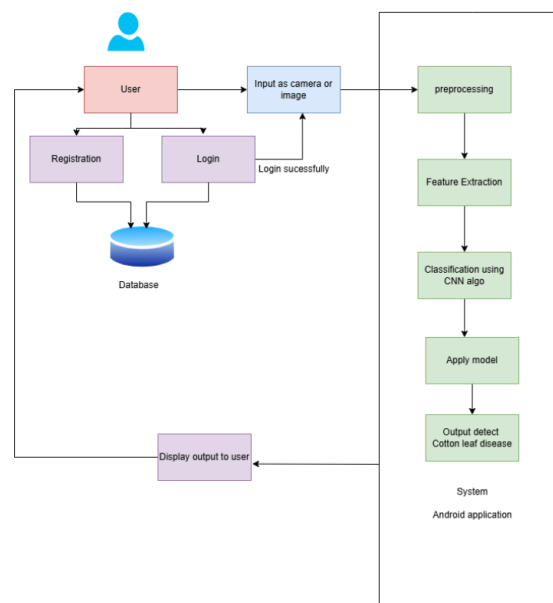 User
Input as camera or
image
preprocessing
Registration
Login
Login sucessfully
Feature Extraction
Database
Classification using
CNN algo
Apply model
Output detect
Cotton leaf disease
Display output to user
System
Android application